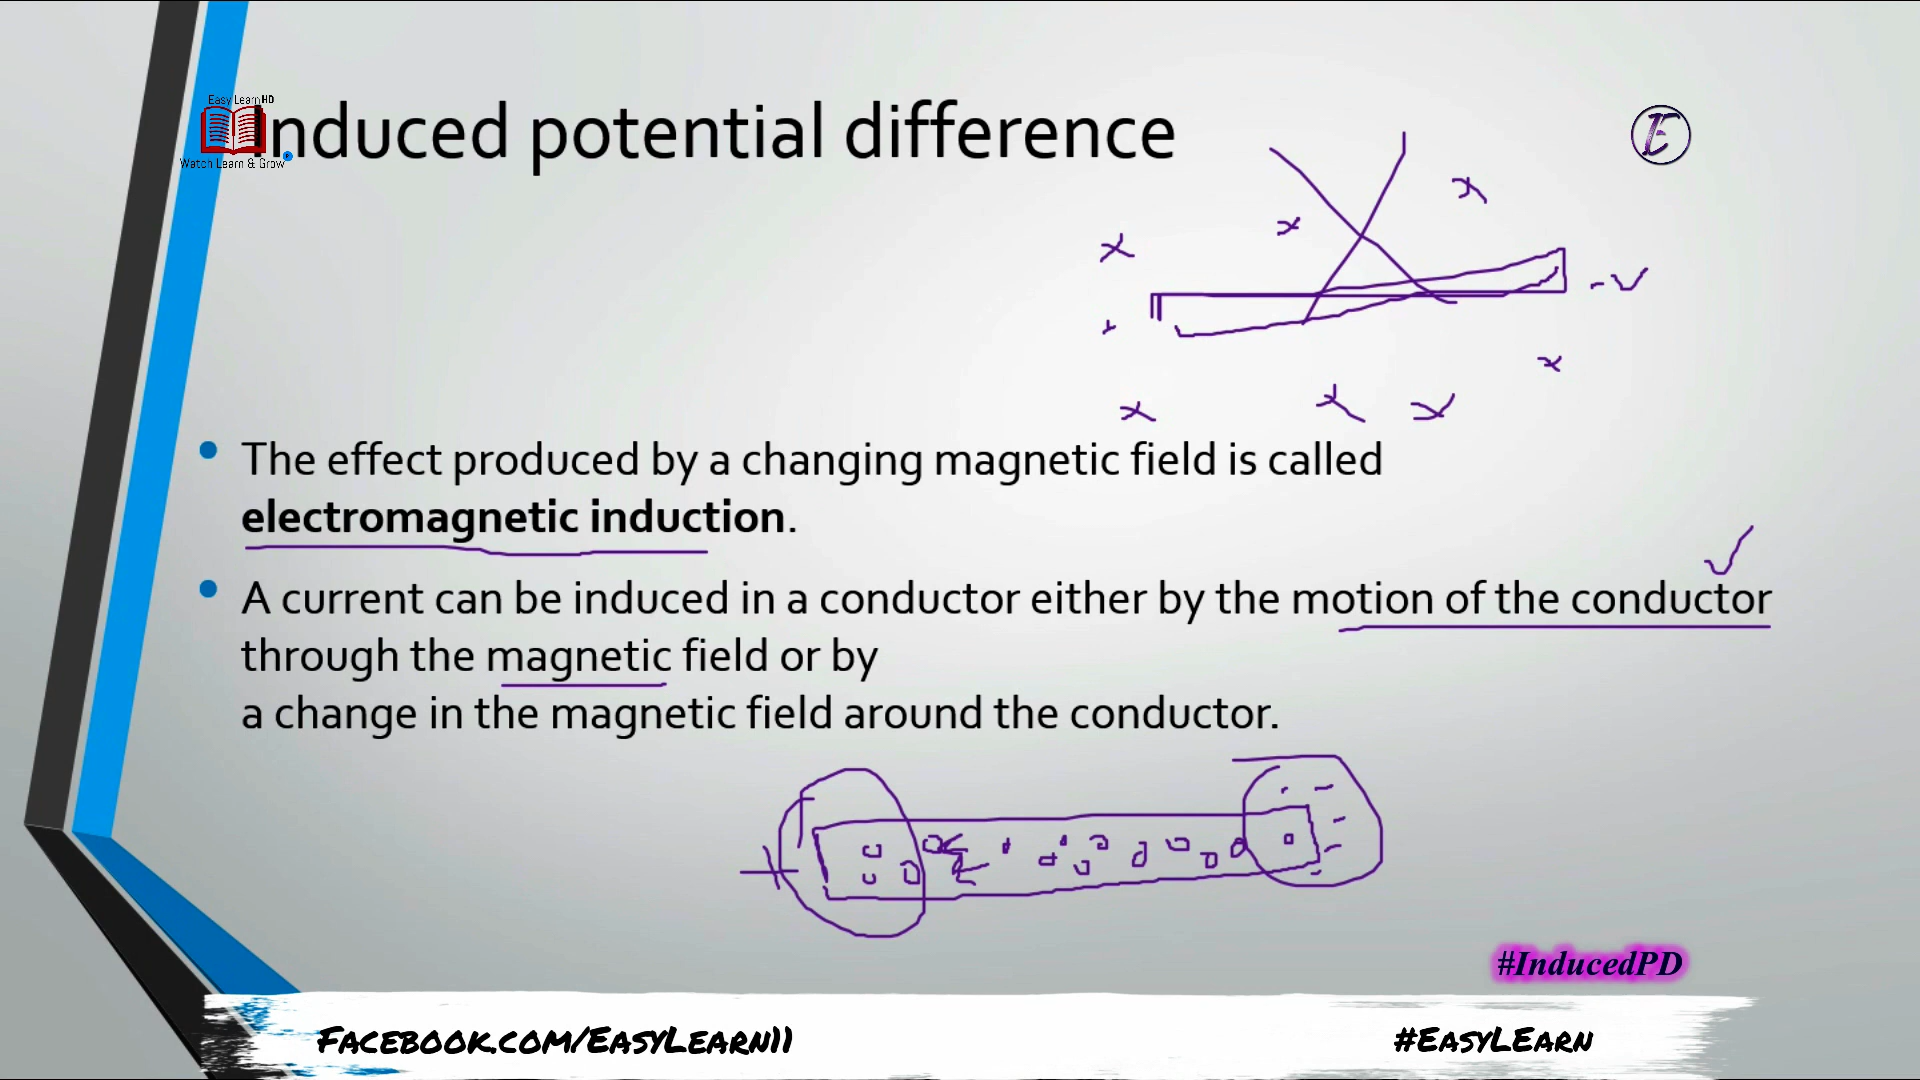 Easy Learn HD
Watch Learn & Grow
Induced potential difference
E
-v
• The effect produced by a changing magnetic field is called
electromagnetic induction.
• A current can be induced in a conductor either by the motion of the conductor
through the magnetic field or by
a change in the magnetic field around the conductor.
#InducedPD
Facebook.com/EasyLearn11
#EasyLEarn